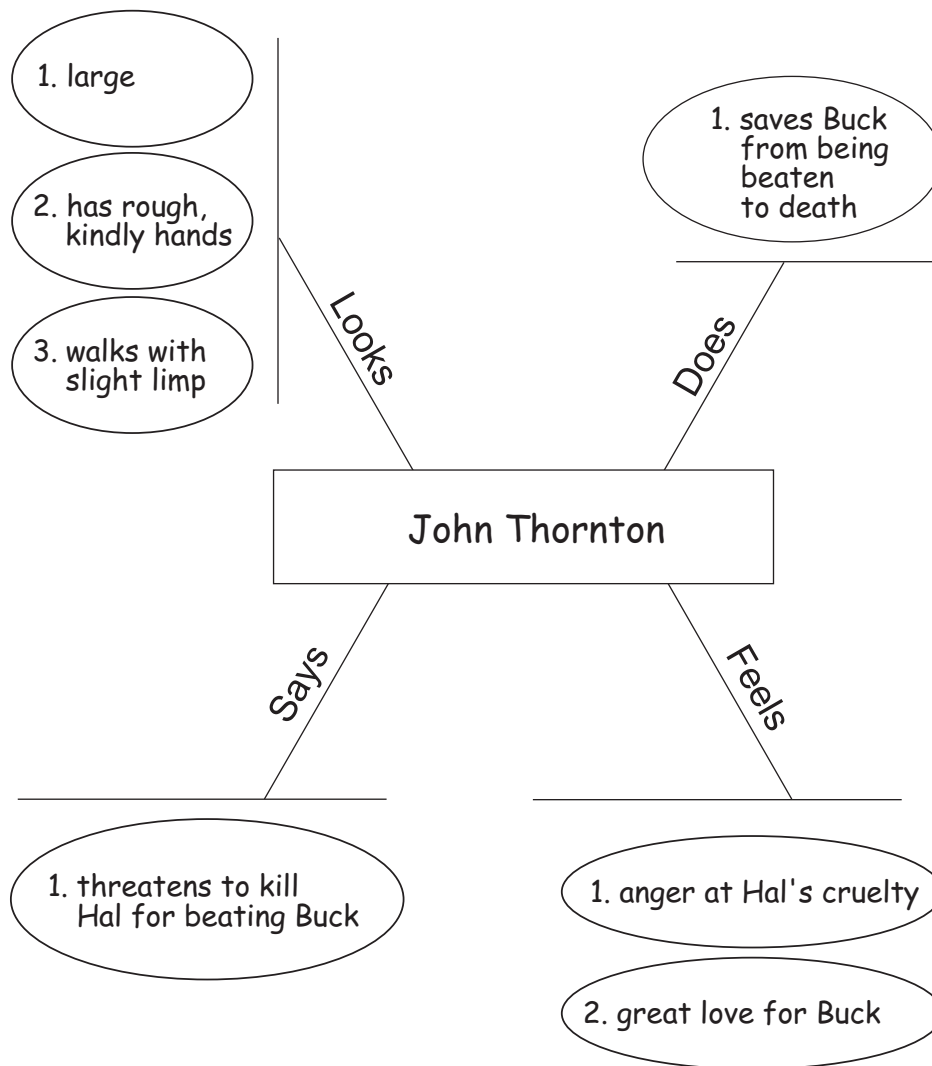 1. large
2. has rough,
kindly hands
3. walks with
slight limp
Looks
1. saves Buck
from being
beaten
to death
Does
John Thornton
Says
1. threatens to kill
Hal for beating Buck
Feels
1. anger at Hal's cruelty
2. great love for Buck